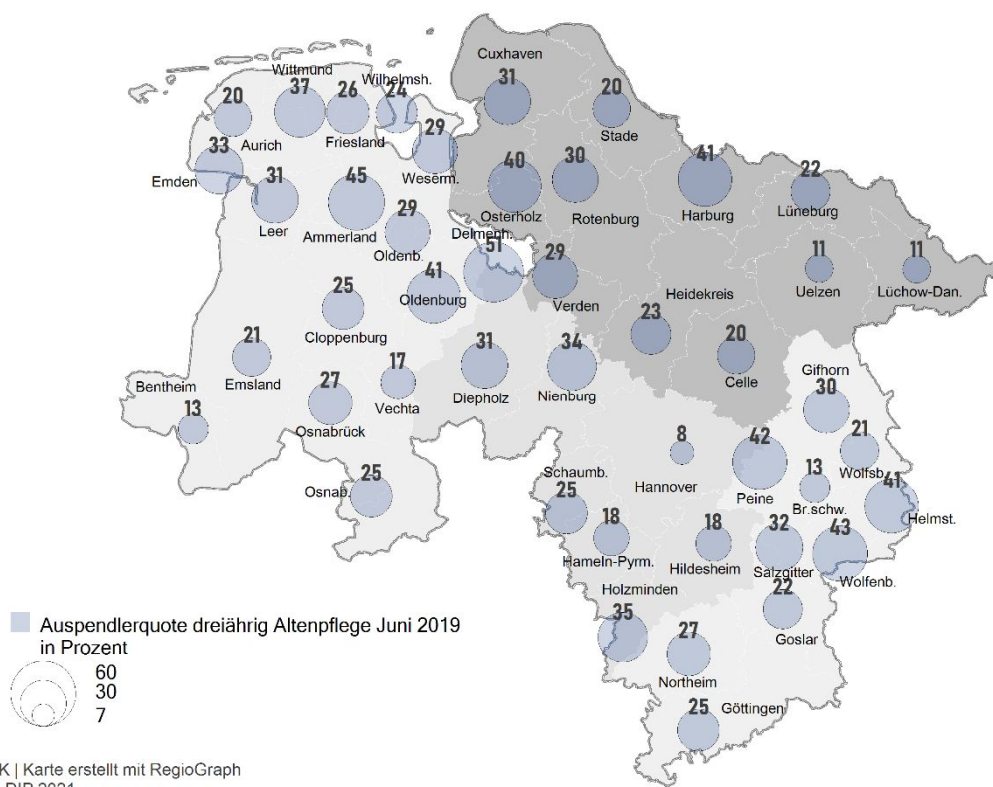 Cuxhaven
31
Wittmund
37
Wilhelmsh.
24
26
Friesland
20
Aurich
20
Stade
29
Weserm.
33
Emden
40
Osterholz
30
Rotenburg
41
Harburg
22
Lüneburg
31
Leer
45
Ammerland
29
Oldenb.
Delmenh.
51
11
Uelzen
11
Lüchow-Dan.
41
Oldenburg
29
Verden
Heidekreis
23
25
Cloppenburg
20
Celle
21
Emsland
31
Diepholz
34
Nienburg
Gifhorn
30
Bentheim
13
27
Osnabrück
17
Vechta
21
Wolfsb.
8
Hannover
42
Peine
13
Br.schw.
41
Helmst.
25
Osnab.
Schaumb.
25
18
Hameln-Pyrm.
18
Hildesheim
32
Salzgitter
43
Wolfenb.
Holzminden
35
22
Goslar
27
Northeim
Göttingen
25
Auspendlerquote dreiährig Altenpflege Juni 2019
in Prozent
60
30
7
K | Karte erstellt mit RegioGraph
DIP 2021